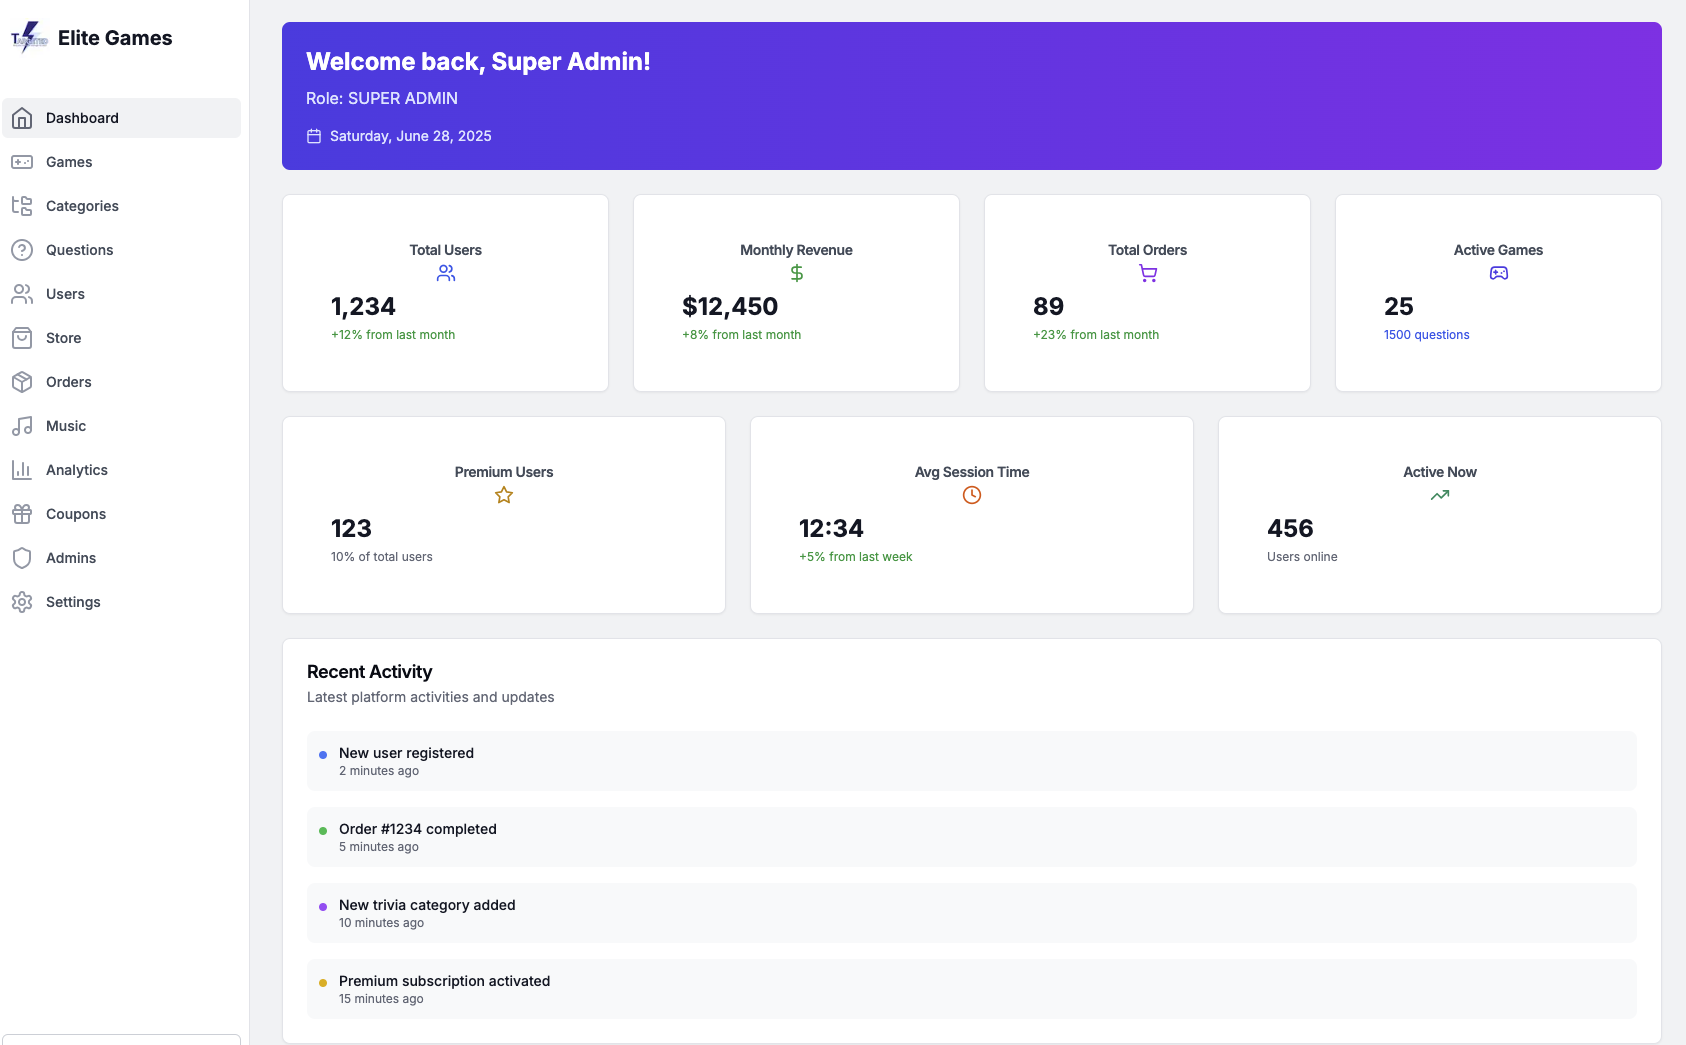 Elite Games
Dashboard
Games
Categories
Questions
Users
Store
Orders
Music
Analytics
Coupons
Admins
Settings
Welcome back, Super Admin!
Role: SUPER ADMIN
Saturday, June 28, 2025
Total Users
1,234
+12% from last month
Monthly Revenue
$12,450
+8% from last month
Total Orders
89
+23% from last month
Active Games
25
1500 questions
Premium Users
123
10% of total users
Avg Session Time
12:34
+5% from last week
Active Now
456
Users online
Recent Activity
Latest platform activities and updates
New user registered
2 minutes ago
Order #1234 completed
5 minutes ago
New trivia category added
10 minutes ago
Premium subscription activated
15 minutes ago